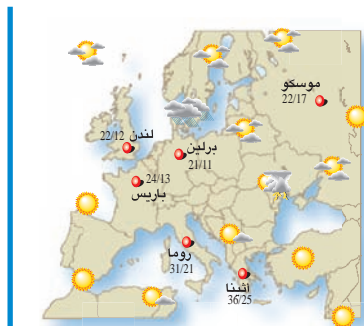 موسكو
22/17
لندن
22/12
برلين
21/11
24/13
باريس
روما
31/21
أثينا
36/25